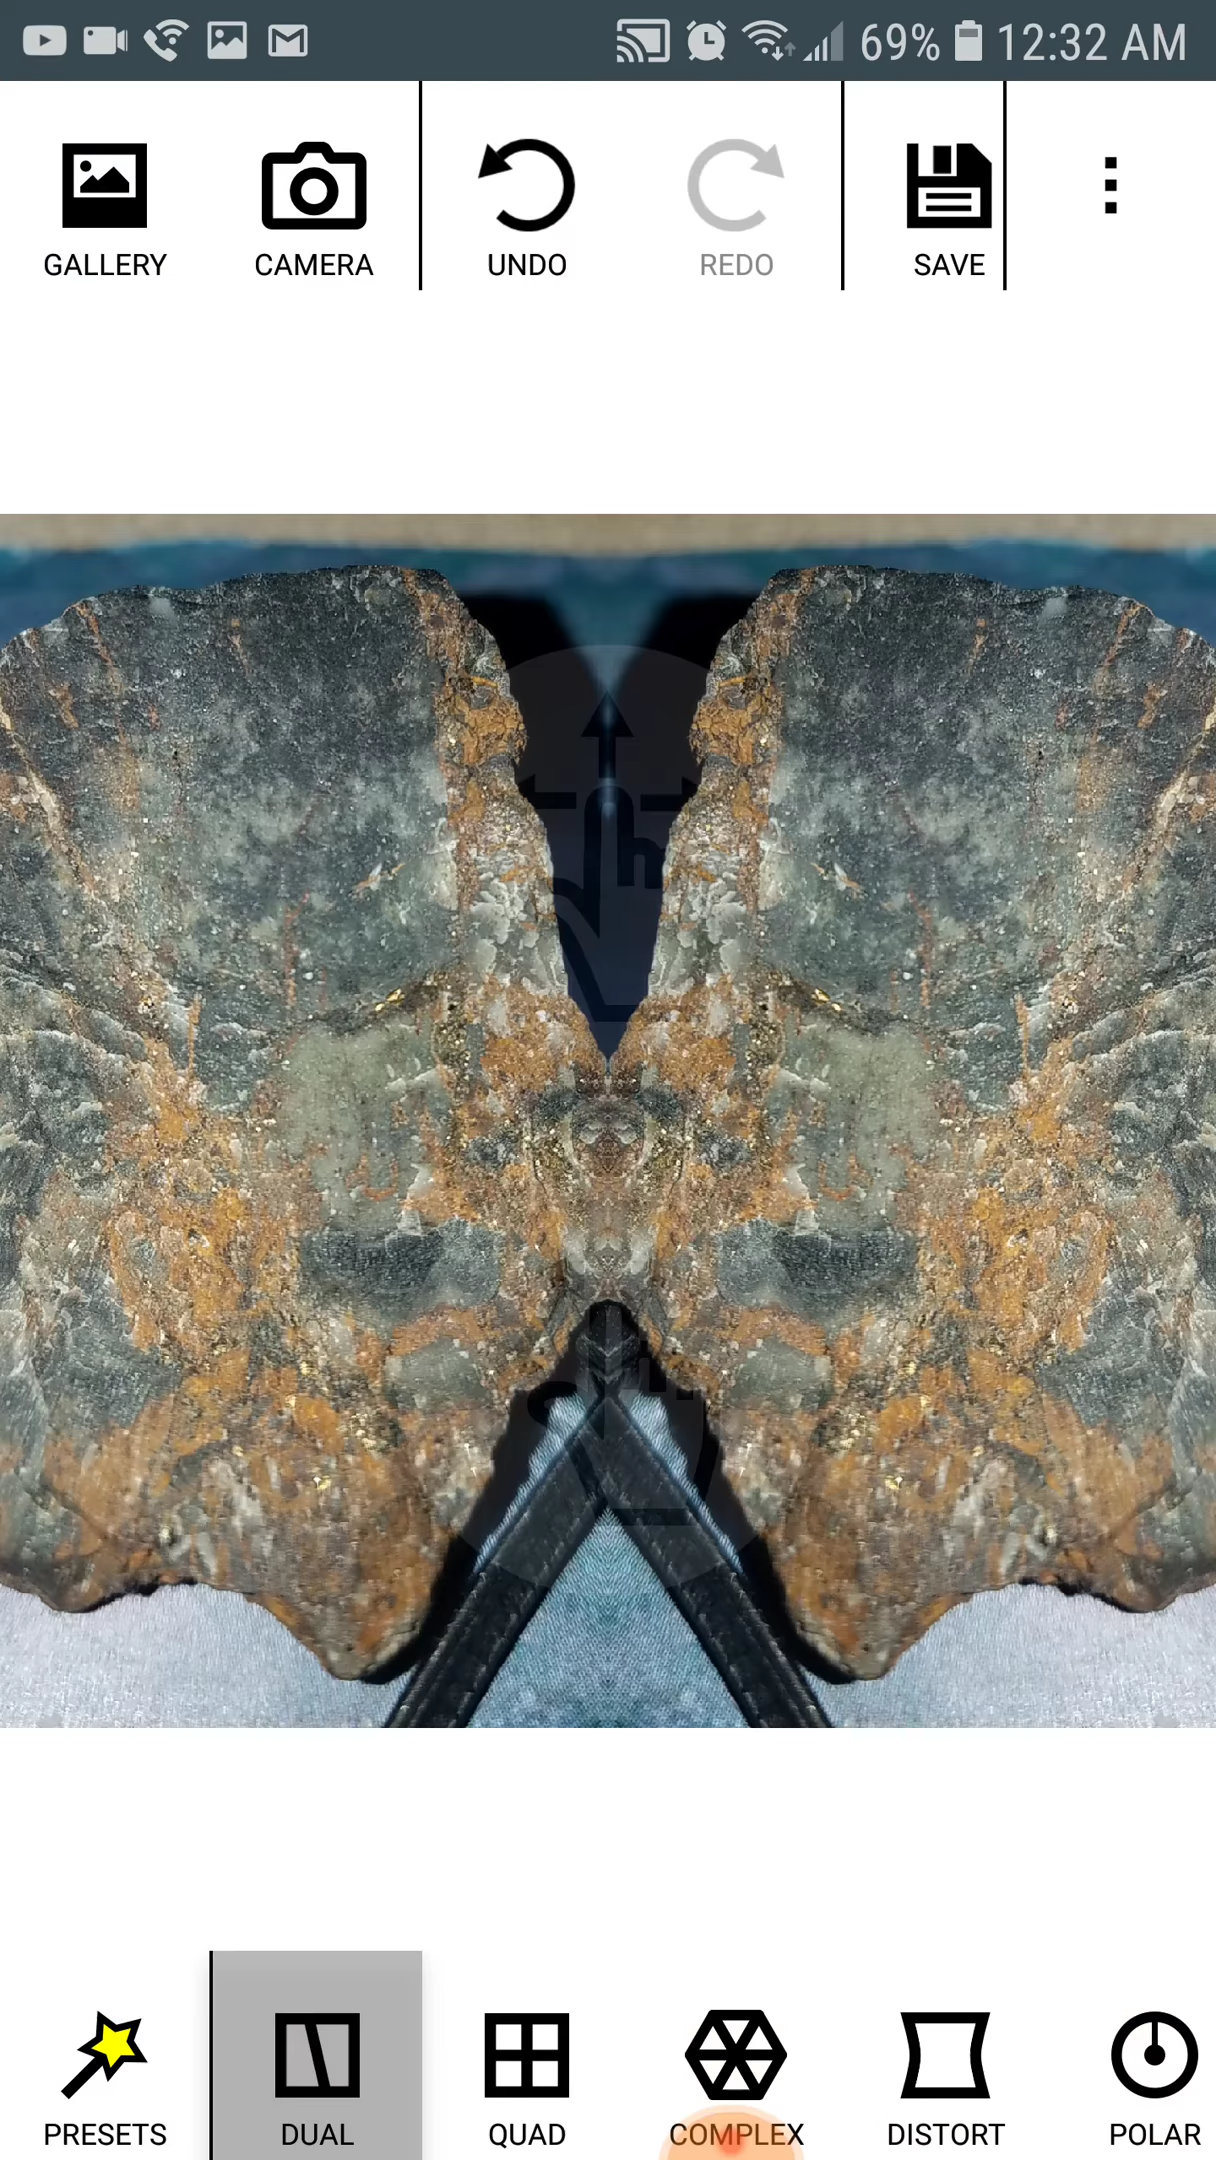 69% 12:32 AM
GALLERY CAMERA UNDO REDO SAVE
PRESETS DUAL QUAD COMPLEX DISTORT POLAR